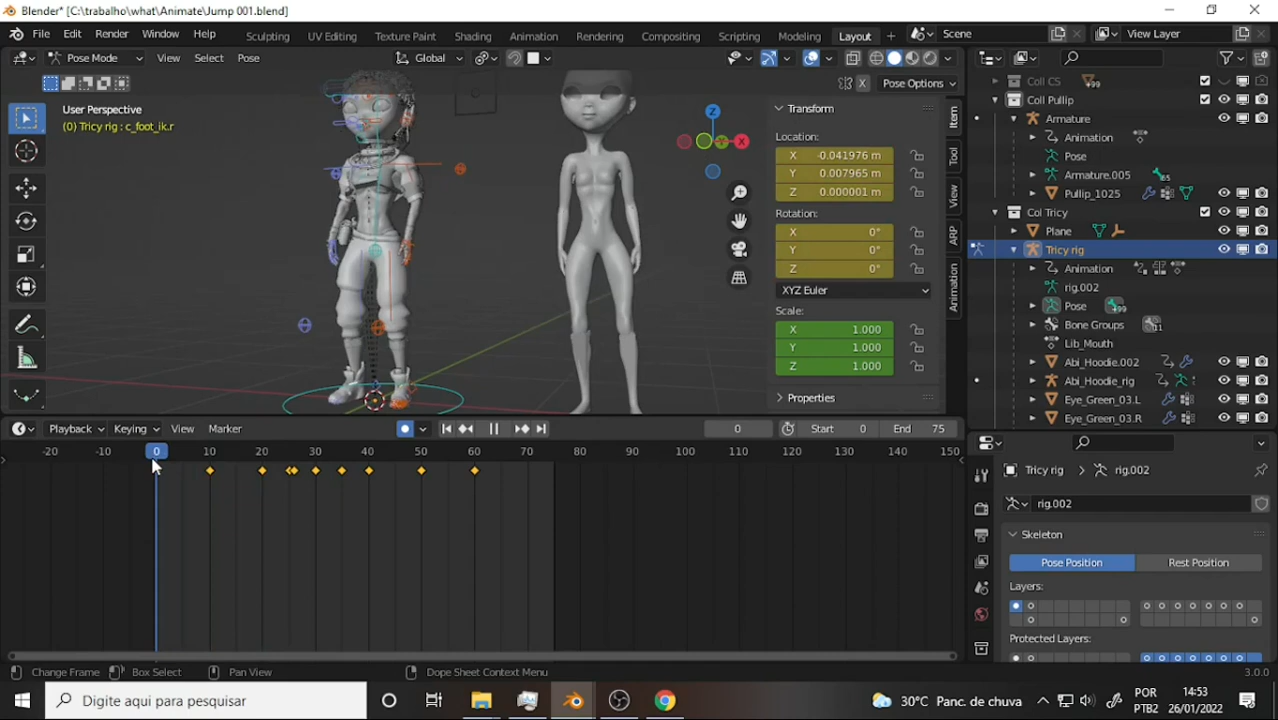 Blender* [C:\trabalho\what\Animate\Jump 001.blend]
File Edit Render Window Help Sculpting UV Editing Texture Paint Shading Animation Rendering Compositing Scripting Modeling Layout + Scene View Layer
Pose Mode View Select Pose Global
X Pose Options
User Perspective
(0) Tricy rig : c_foot_ik.r
Z
X
Transform
Location:
X -0.041976 m
Y 0.007965 m
Z 0.000001 m
Rotation:
X 0°
Y 0°
Z 0°
XYZ Euler
Scale:
X 1.000
Y 1.000
Z 1.000
Properties
Item
Tool
View
ARP
Animation
Coll CS 99
Coll Pullip
Armature
Animation
Pose
Armature.005 65
Pullip_1025
Col Tricy
Plane
Tricy rig
Animation
rig.002
Pose 99
Bone Groups 11
Lib_Mouth
Abi_Hoodie.002
Abi_Hoodie_rig
Eye_Green_03.L
Eye_Green_03.R
Playback Keying View Marker 0 Start 0 End 75
-20 -10 0 10 20 30 40 50 60 70 80 90 100 110 120 130 140 150
Tricy rig > rig.002
rig.002
Skeleton
Pose Position Rest Position
Layers:
Protected Layers:
Change Frame Box Select Pan View Dope Sheet Context Menu 3.0.0
Digite aqui para pesquisar
30°C Panc. de chuva
POR
PTB2
14:53
26/01/2022